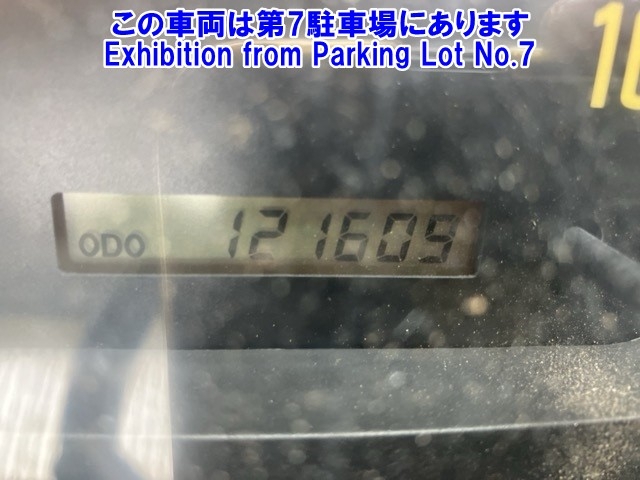 この車両は第7駐車場にあります
Exhibition from Parking Lot No.7
16
ODO 121609